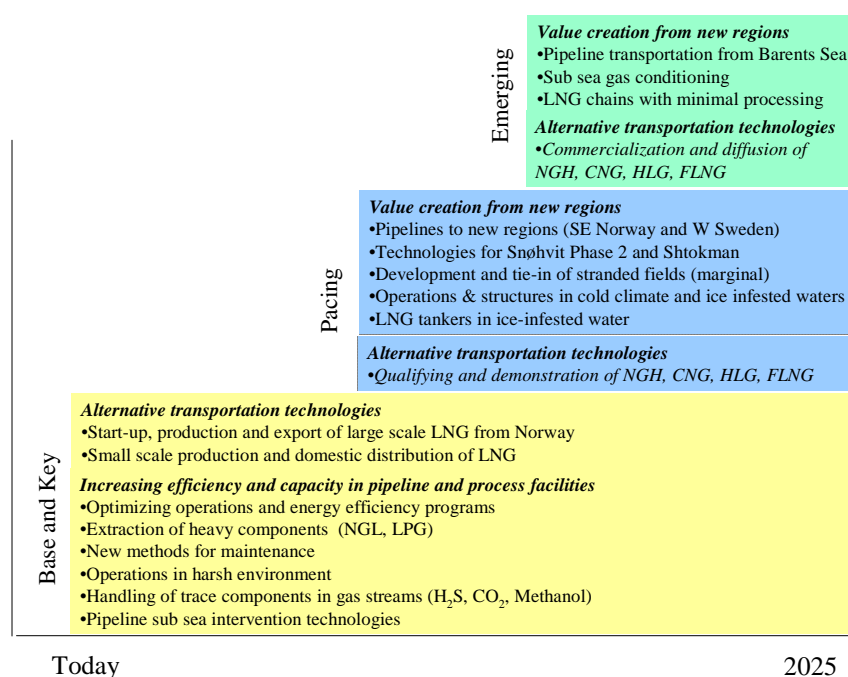 Emerging
Value creation from new regions
•Pipeline transportation from Barents Sea
•Sub sea gas conditioning
•LNG chains with minimal processing
Alternative transportation technologies
•Commercialization and diffusion of
NGH, CNG, HLG, FLNG
Pacing
Value creation from new regions
•Pipelines to new regions (SE Norway and W Sweden)
•Technologies for Snøhvit Phase 2 and Shtokman
•Development and tie-in of stranded fields (marginal)
•Operations & structures in cold climate and ice infested waters
•LNG tankers in ice-infested water
Alternative transportation technologies
•Qualifying and demonstration of NGH, CNG, HLG, FLNG
Base and Key
Alternative transportation technologies
•Start-up, production and export of large scale LNG from Norway
•Small scale production and domestic distribution of LNG
Increasing efficiency and capacity in pipeline and process facilities
•Optimizing operations and energy efficiency programs
•Extraction of heavy components (NGL, LPG)
•New methods for maintenance
•Operations in harsh environment
•Handling of trace components in gas streams (H₂S, CO₂, Methanol)
•Pipeline sub sea intervention technologies
Today
2025